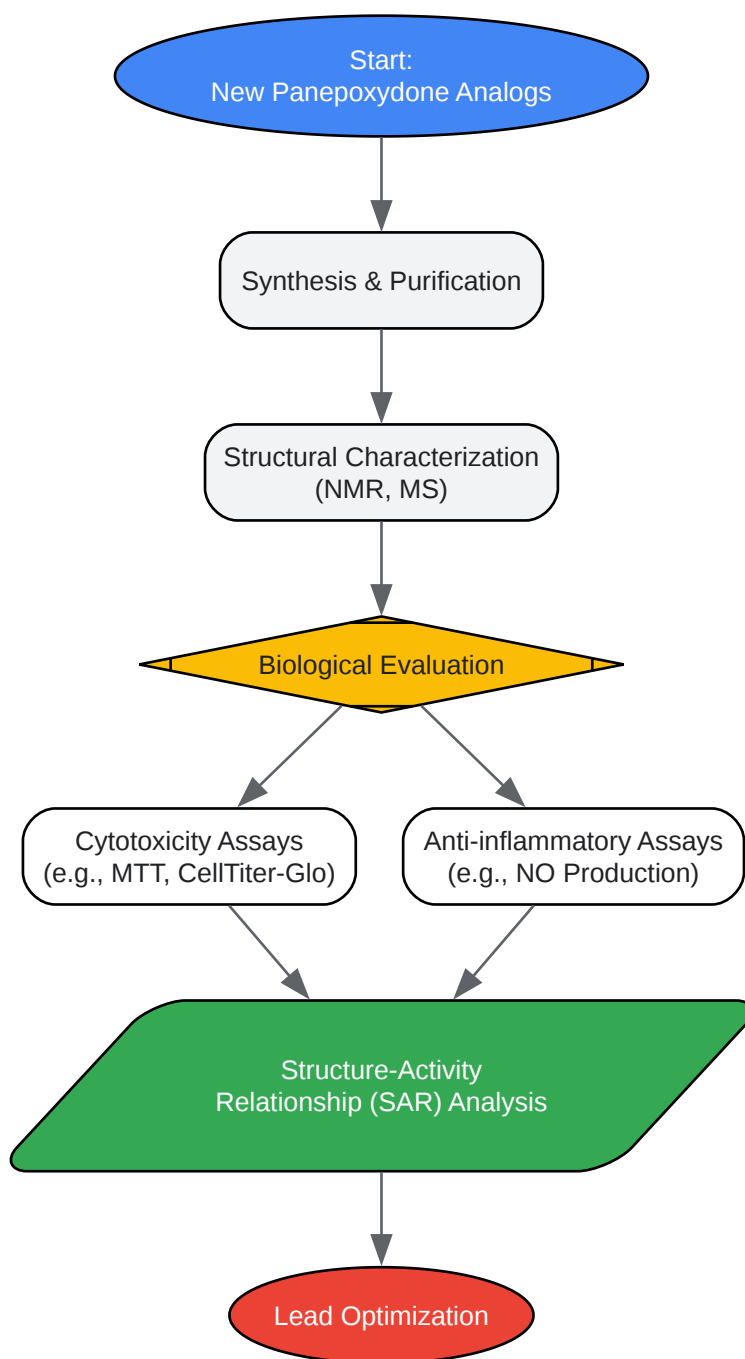 Start:
New Panepoxydone Analogs
Synthesis & Purification
Structural Characterization
(NMR, MS)
Biological Evaluation
Cytotoxicity Assays
(e.g., MTT, CellTiter-Glo)
Anti-inflammatory Assays
(e.g., NO Production)
Structure-Activity
Relationship (SAR) Analysis
Lead Optimization